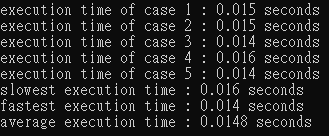 execution time of case 1 : 0.015 seconds
execution time of case 2 : 0.015 seconds
execution time of case 3 : 0.014 seconds
execution time of case 4 : 0.016 seconds
execution time of case 5 : 0.014 seconds
slowest execution time : 0.016 seconds
fastest execution time : 0.014 seconds
average execution time : 0.0148 seconds